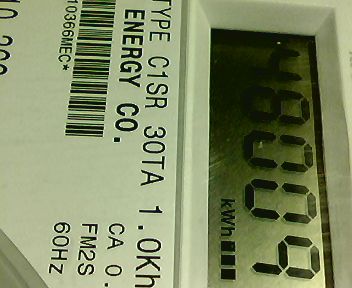 48009
kWh
TYPE C1SR 30TA 1.0Kh
ENERGY CO.
CA 0.
10366MEC*
FM2S
60Hz